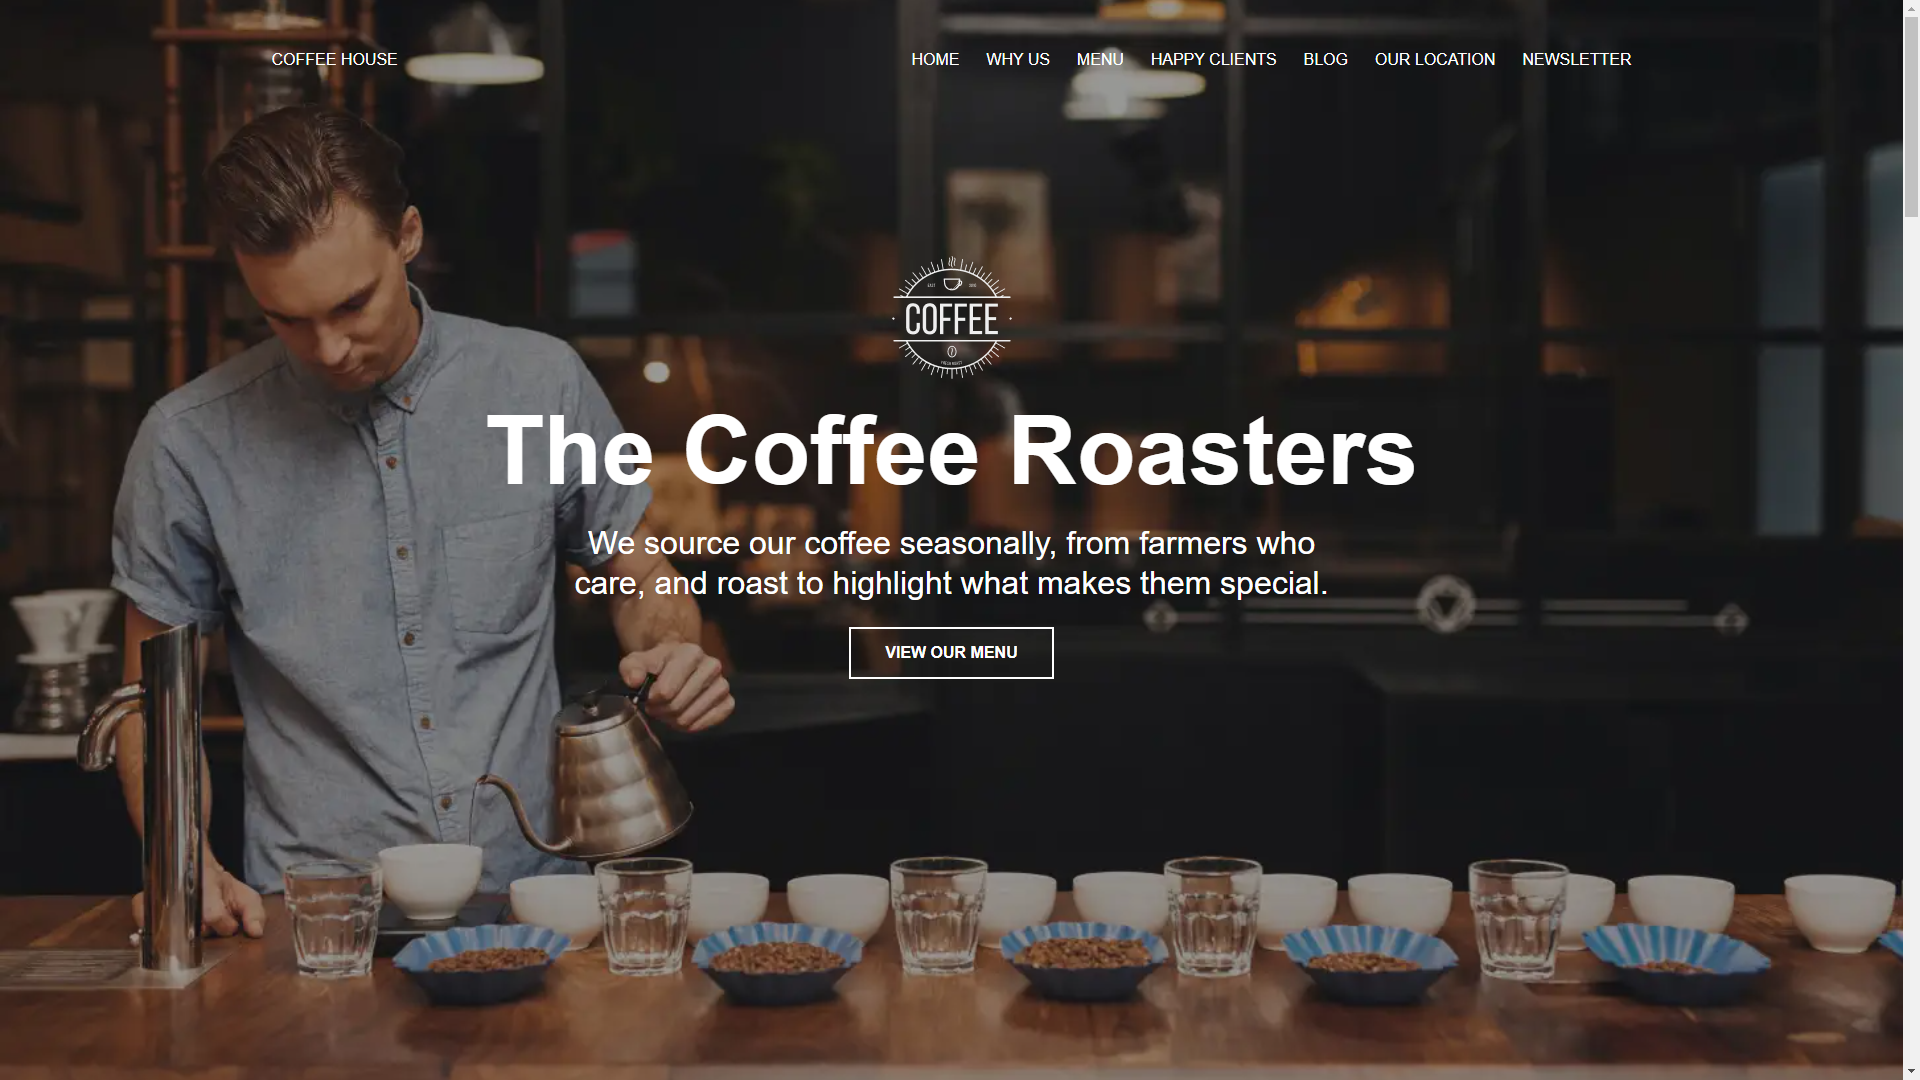 COFFEE HOUSE
HOME WHY US MENU HAPPY CLIENTS BLOG OUR LOCATION NEWSLETTER
COFFEE
The Coffee Roasters
We source our coffee seasonally, from farmers who
care, and roast to highlight what makes them special.
VIEW OUR MENU